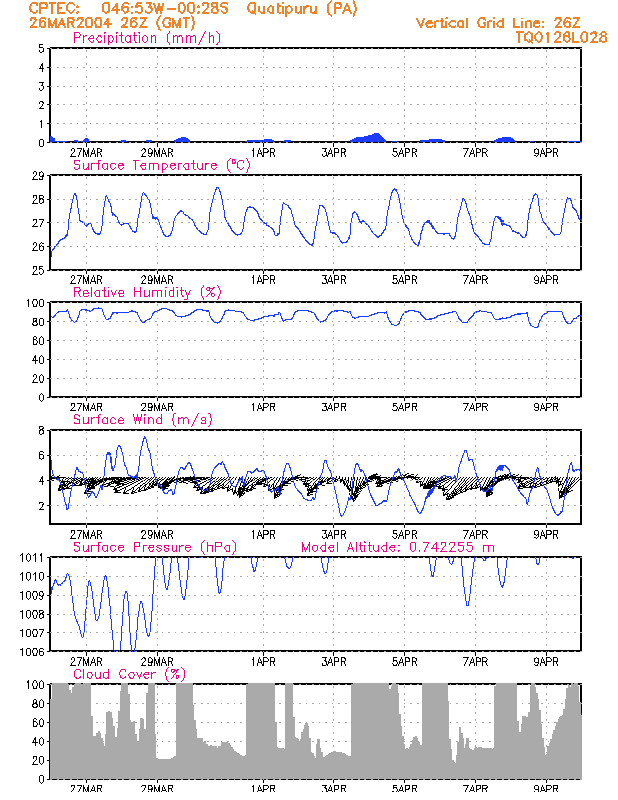 CPTEC: 046:53W-00:28S Quatipuru (PA)
26MAR2004 26Z (GMT) Vertical Grid Line: 26Z
Precipitation (mm/h) TQ0126L028
5
4
3
2
1
0
27MAR 29MAR 1APR 3APR 5APR 7APR 9APR
Surface Temperature (°C)
29
28
27
26
25
27MAR 29MAR 1APR 3APR 5APR 7APR 9APR
Relative Humidity (%)
100
80
60
40
20
0
27MAR 29MAR 1APR 3APR 5APR 7APR 9APR
Surface Wind (m/s)
8
6
4
2
27MAR 29MAR 1APR 3APR 5APR 7APR 9APR
Surface Pressure (hPa) Model Altitude: 0.742255 m
1011
1010
1009
1008
1007
1006
27MAR 29MAR 1APR 3APR 5APR 7APR 9APR
Cloud Cover (%)
100
80
60
40
20
0
27MAR 29MAR 1APR 3APR 5APR 7APR 9APR